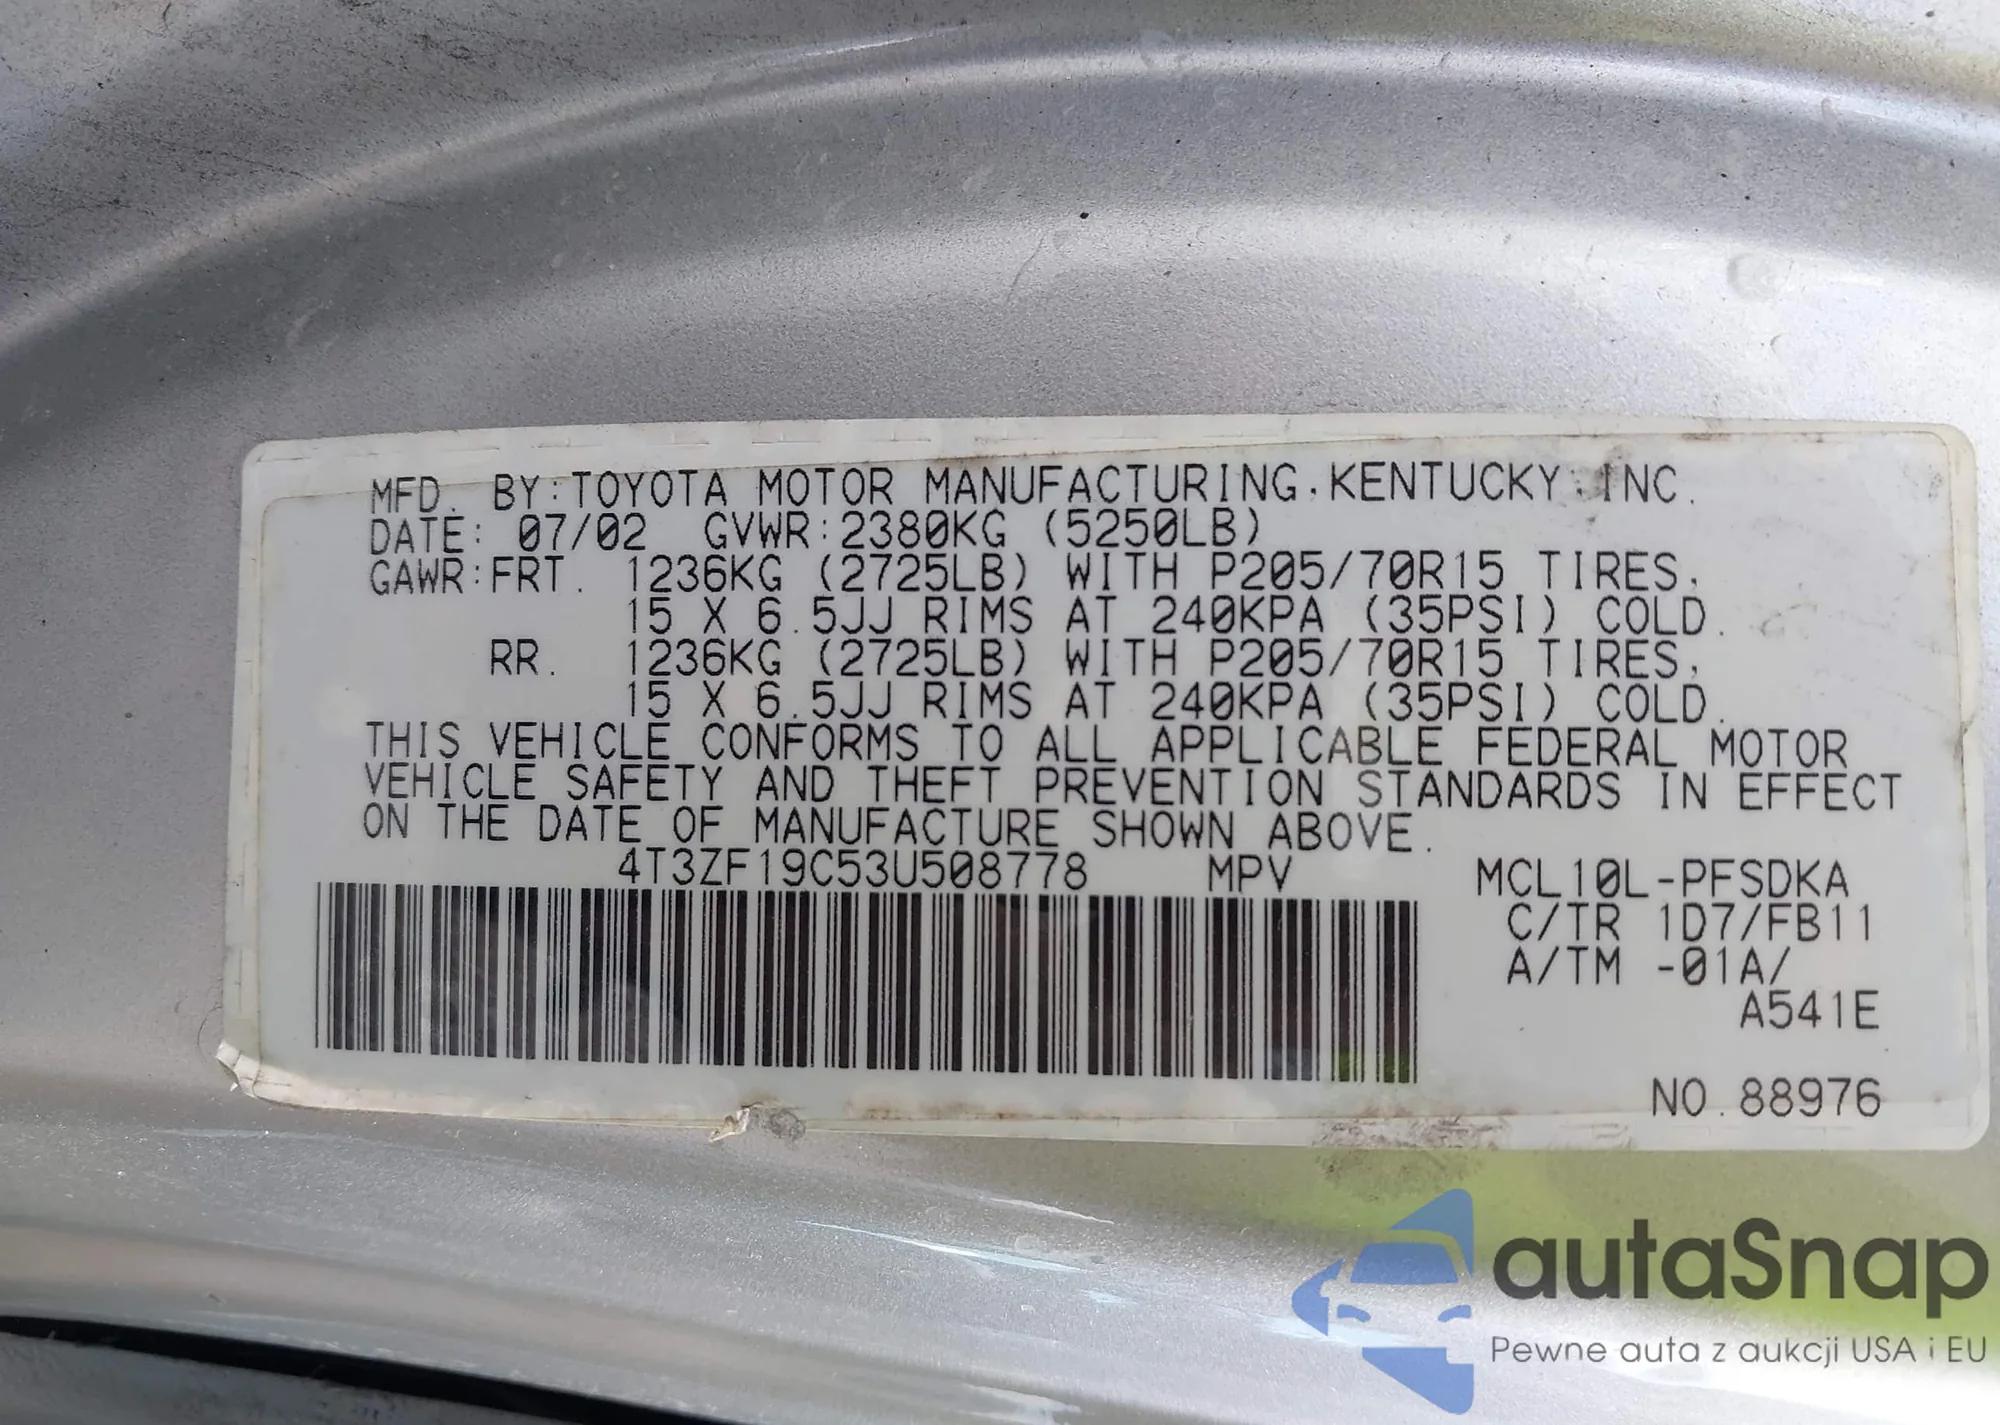 MFD. BY:TOYOTA MOTOR MANUFACTURING,KENTUCKY,INC.
DATE: 07/02 GVWR:2380KG (5250LB)
GAWR:FRT. 1236KG (2725LB) WITH P205/70R15 TIRES,
15 X 6.5JJ RIMS AT 240KPA (35PSI) COLD.
RR. 1236KG (2725LB) WITH P205/70R15 TIRES,
15 X 6.5JJ RIMS AT 240KPA (35PSI) COLD.
THIS VEHICLE CONFORMS TO ALL APPLICABLE FEDERAL MOTOR
VEHICLE SAFETY AND THEFT PREVENTION STANDARDS IN EFFECT
ON THE DATE OF MANUFACTURE SHOWN ABOVE.
4T3ZF19C53U508778 MPV MCL10L-PFSDKA
C/TR 1D7/FB11
A/TM -01A/
A541E
NO.88976
autaSnap
Pewne auta z aukcji USA i EU